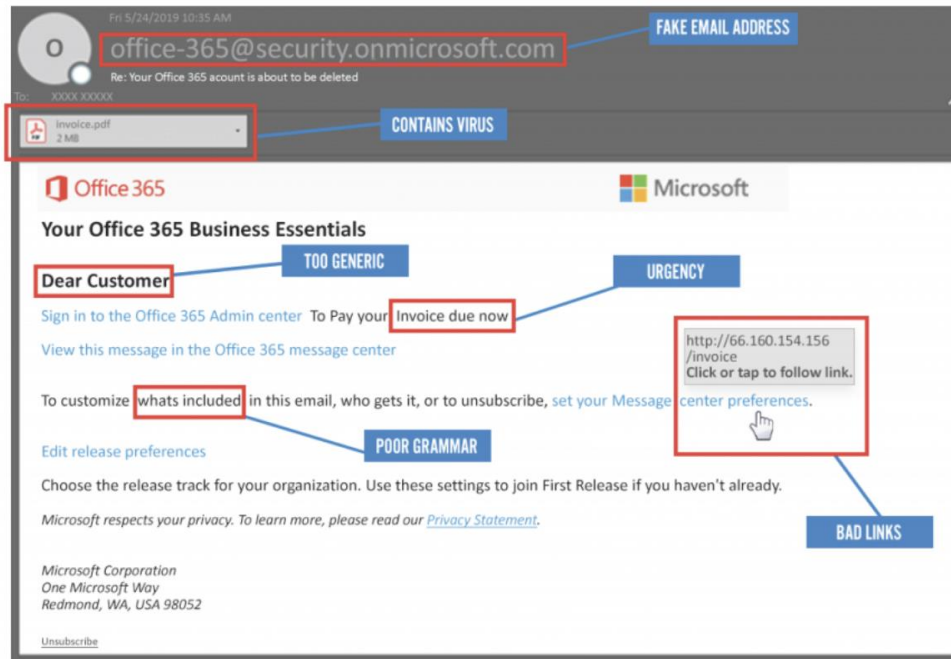 Fri 5/24/2019 10:35 AM
FAKE EMAIL ADDRESS
O
office-365@security.onmicrosoft.com
Re: Your Office 365 acount is about to be deleted
To: XXXX XXXXX
invoice.pdf
2 MB
CONTAINS VIRUS
Office 365
Microsoft
Your Office 365 Business Essentials
TOO GENERIC
URGENCY
Dear Customer
Sign in to the Office 365 Admin center To Pay your Invoice due now
http://66.160.154.156
/invoice
Click or tap to follow link.
View this message in the Office 365 message center
To customize whats included in this email, who gets it, or to unsubscribe, set your Message center preferences.
POOR GRAMMAR
Edit release preferences
Choose the release track for your organization. Use these settings to join First Release if you haven't already.
Microsoft respects your privacy. To learn more, please read our Privacy Statement.
BAD LINKS
Microsoft Corporation
One Microsoft Way
Redmond, WA, USA 98052
Unsubscribe